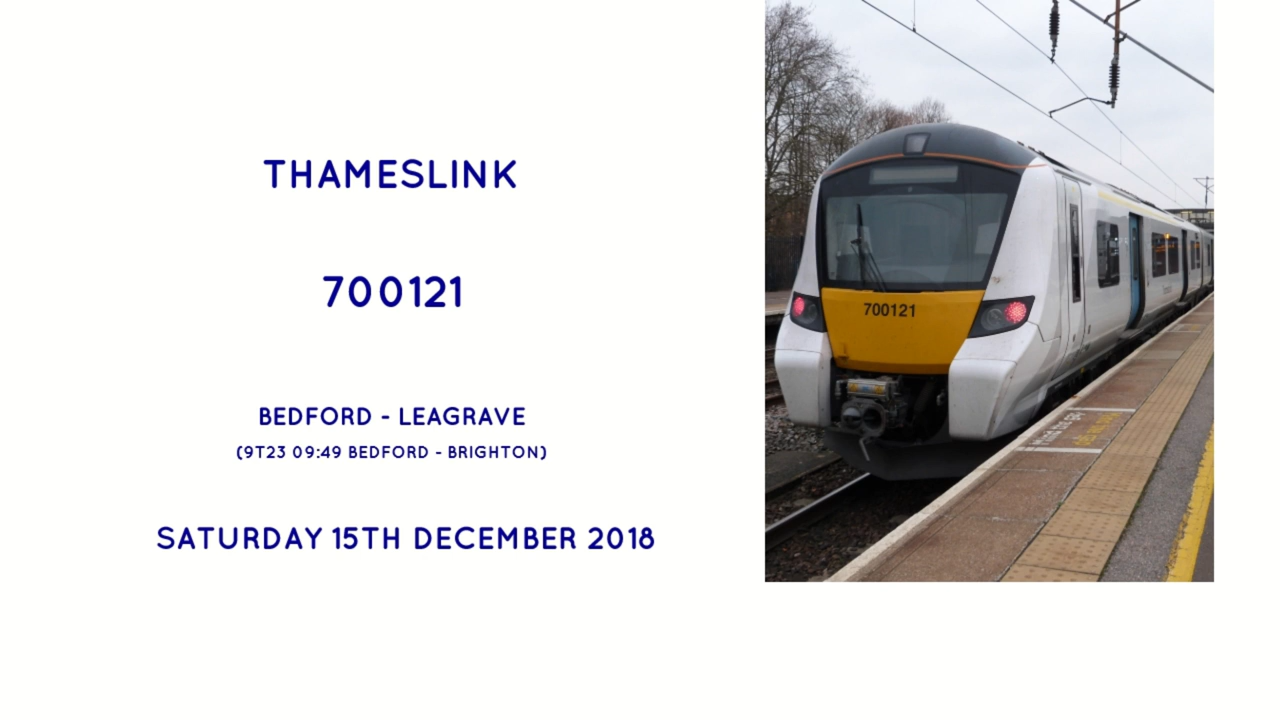 THAMESLINK
700121
BEDFORD - LEAGRAVE
(9T23 09:49 BEDFORD - BRIGHTON)
SATURDAY 15TH DECEMBER 2018
700121